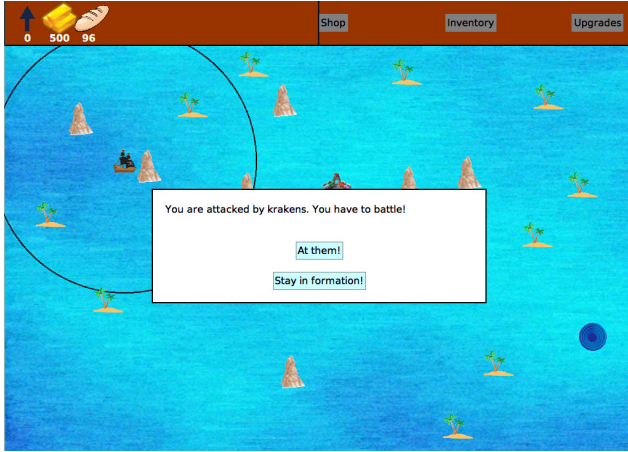 0 500 96
Shop Inventory Upgrades
You are attacked by krakens. You have to battle!
At them!
Stay in formation!